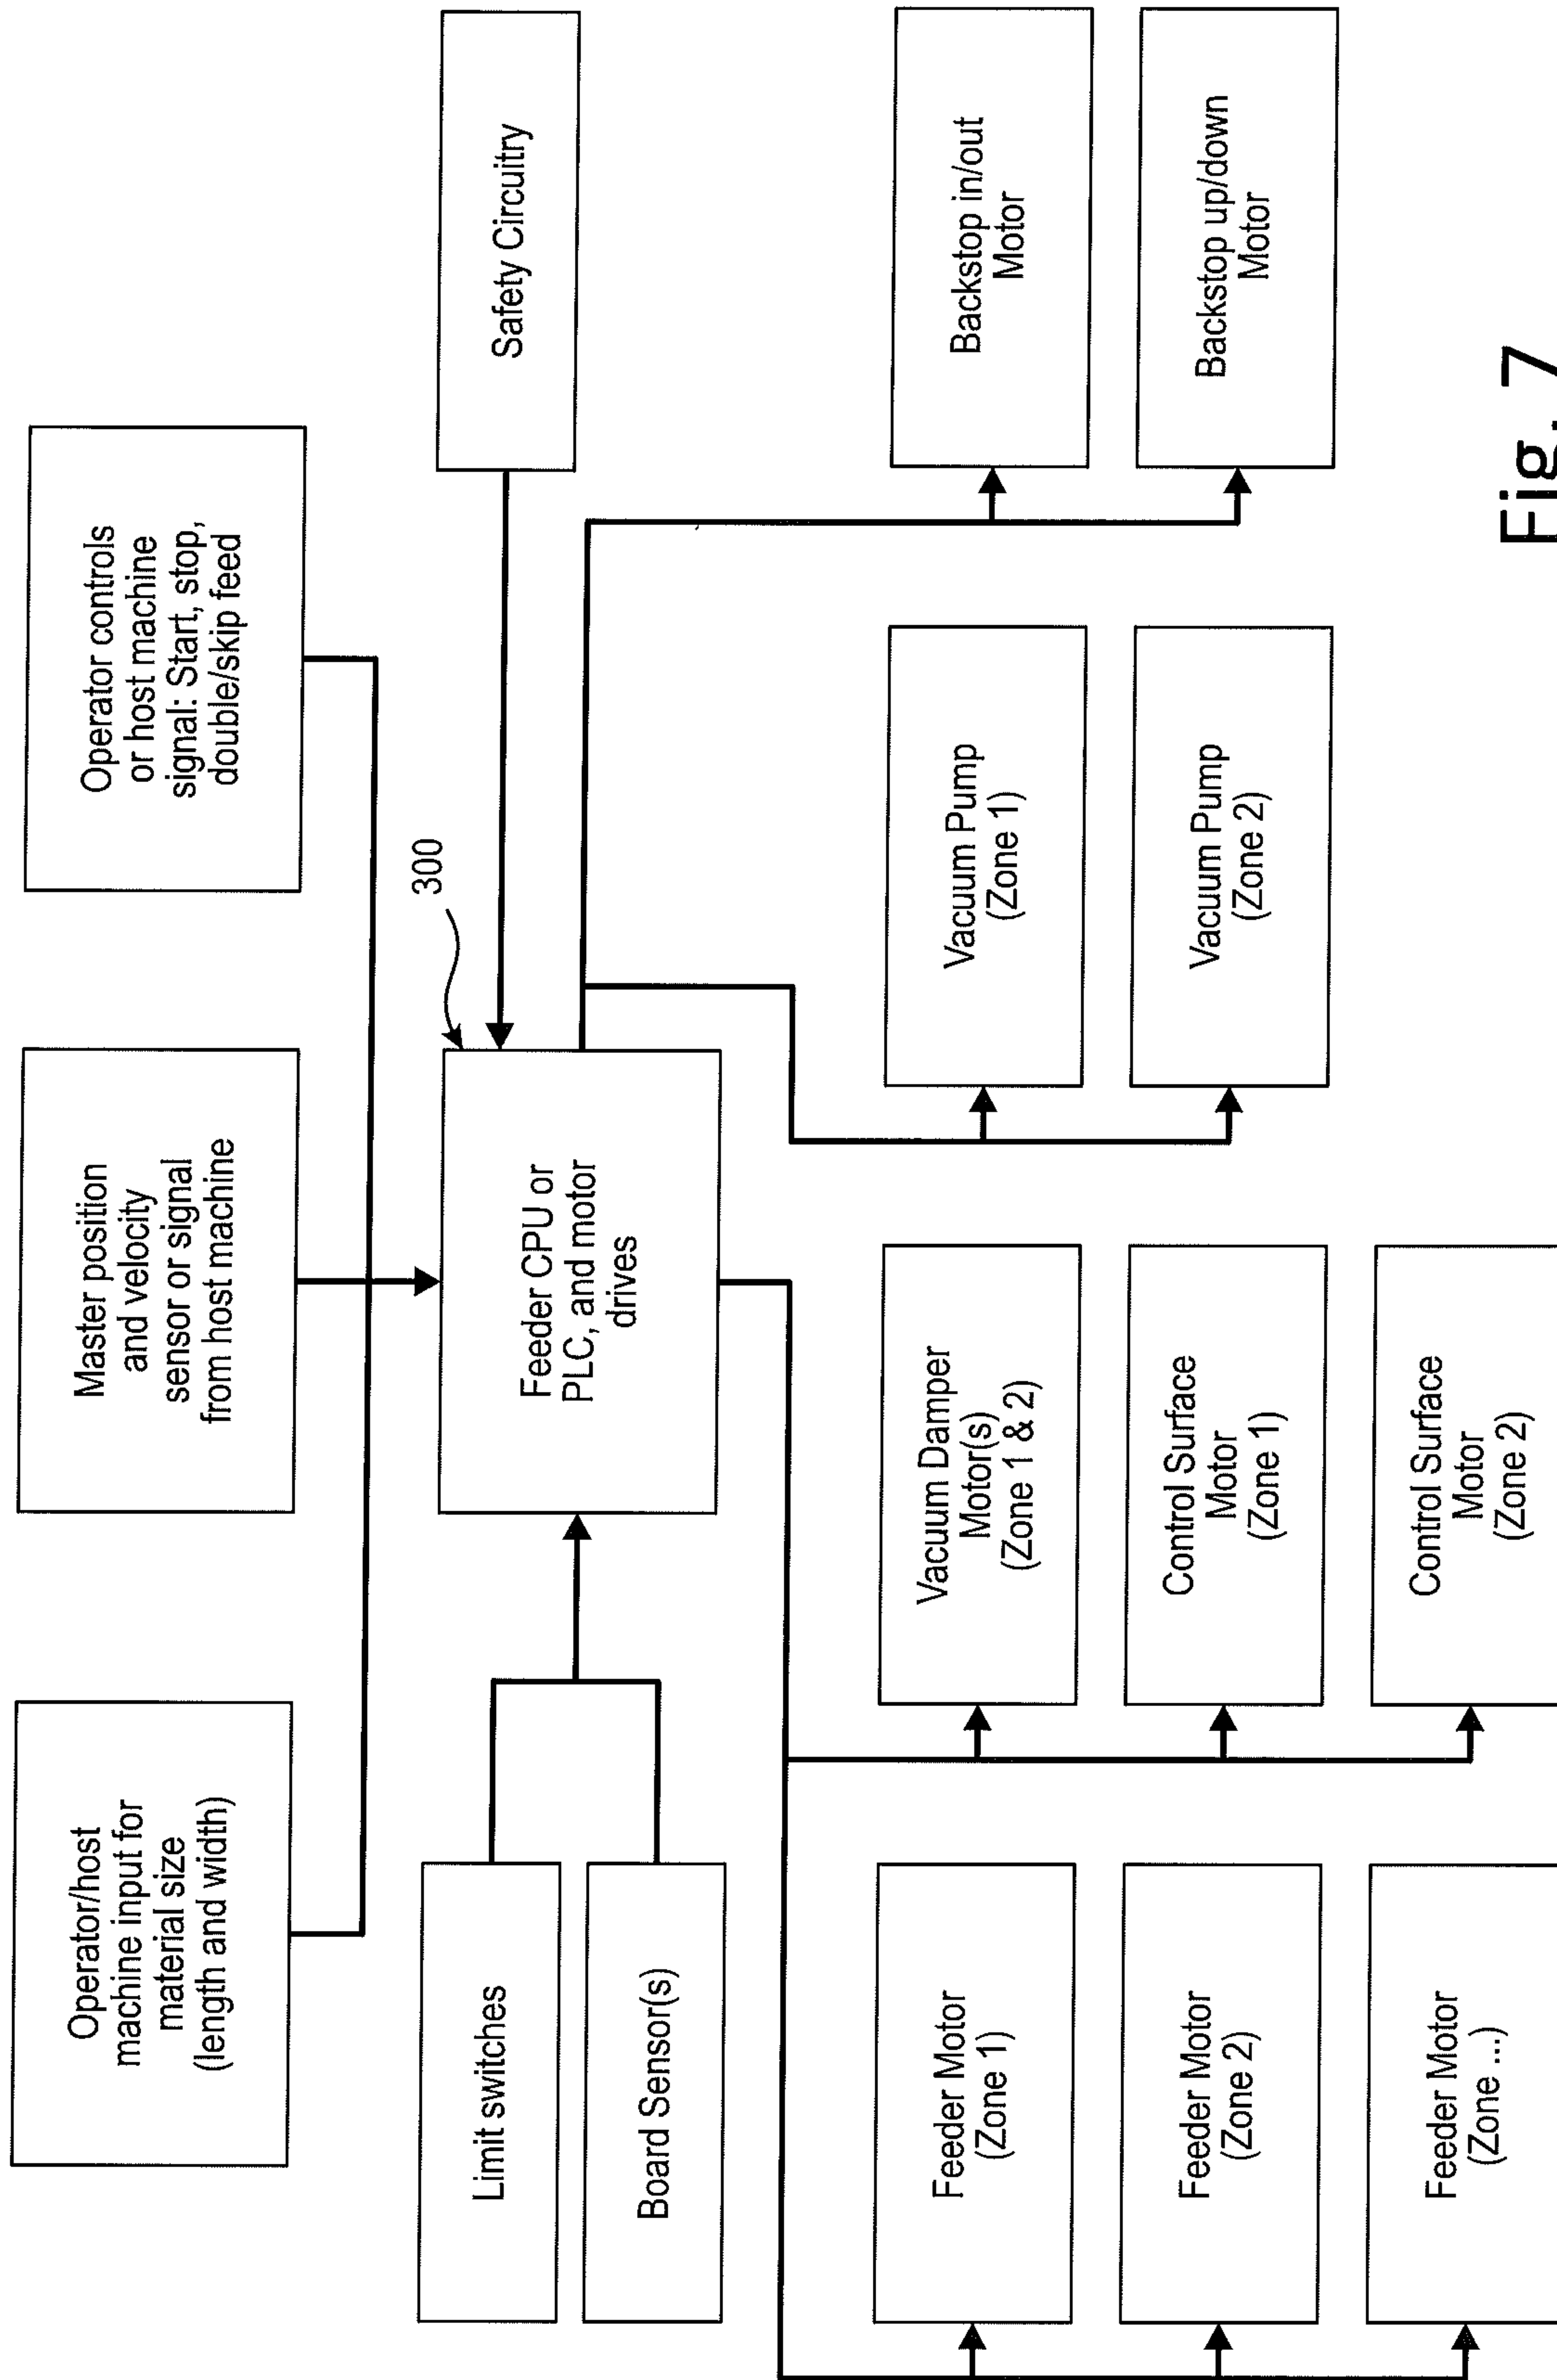 Operator/host
machine input for
material size
(length and width)
Master position
and velocity
sensor or signal
from host machine
Operator controls
or host machine
signal: Start, stop,
double/skip feed
300
Limit switches
Board Sensor(s)
Feeder CPU or
PLC, and motor
drives
Safety Circuitry
Feeder Motor
(Zone 1)
Feeder Motor
(Zone 2)
Feeder Motor
(Zone ...)
Vacuum Damper
Motor(s)
(Zone 1 & 2)
Control Surface
Motor
(Zone 1)
Control Surface
Motor
(Zone 2)
Vacuum Pump
(Zone 1)
Vacuum Pump
(Zone 2)
Backstop in/out
Motor
Backstop up/down
Motor
Fig. 7